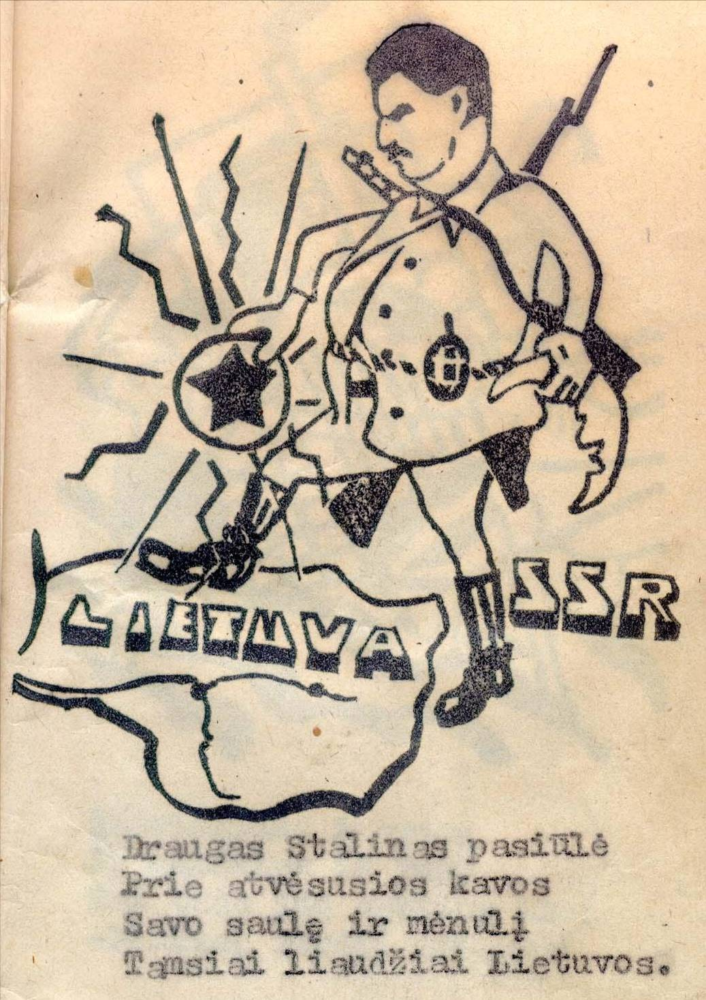 LIETUVA
SSR
Draugas Stalinas pasiūlė
Prie atvėsusios kavos
Savo saulę ir mėnulį
Tamsiai liaudžiai Lietuvos.